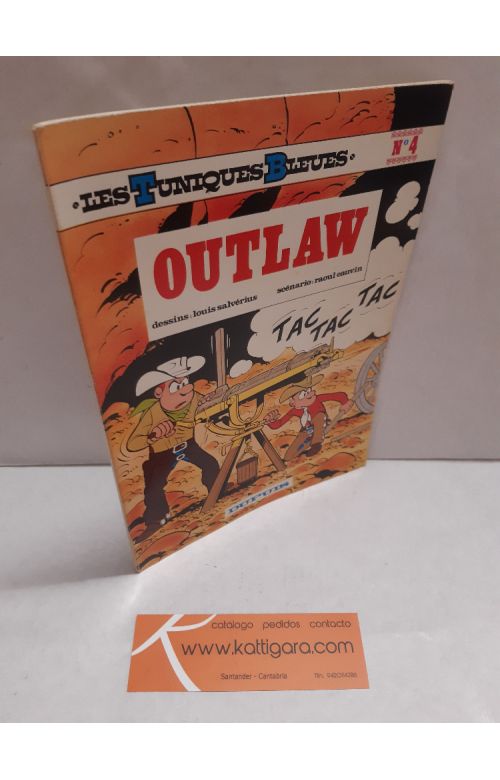 •LES TUNIQUES BLEUES•
N°4
OUTLAW
dessins: louis salvérius
scénario: raoul cauvin
TAC TAC TAC
DUPUIS
catalogo pedidos contacto
www.kattigara.com
Santander - Cantabria